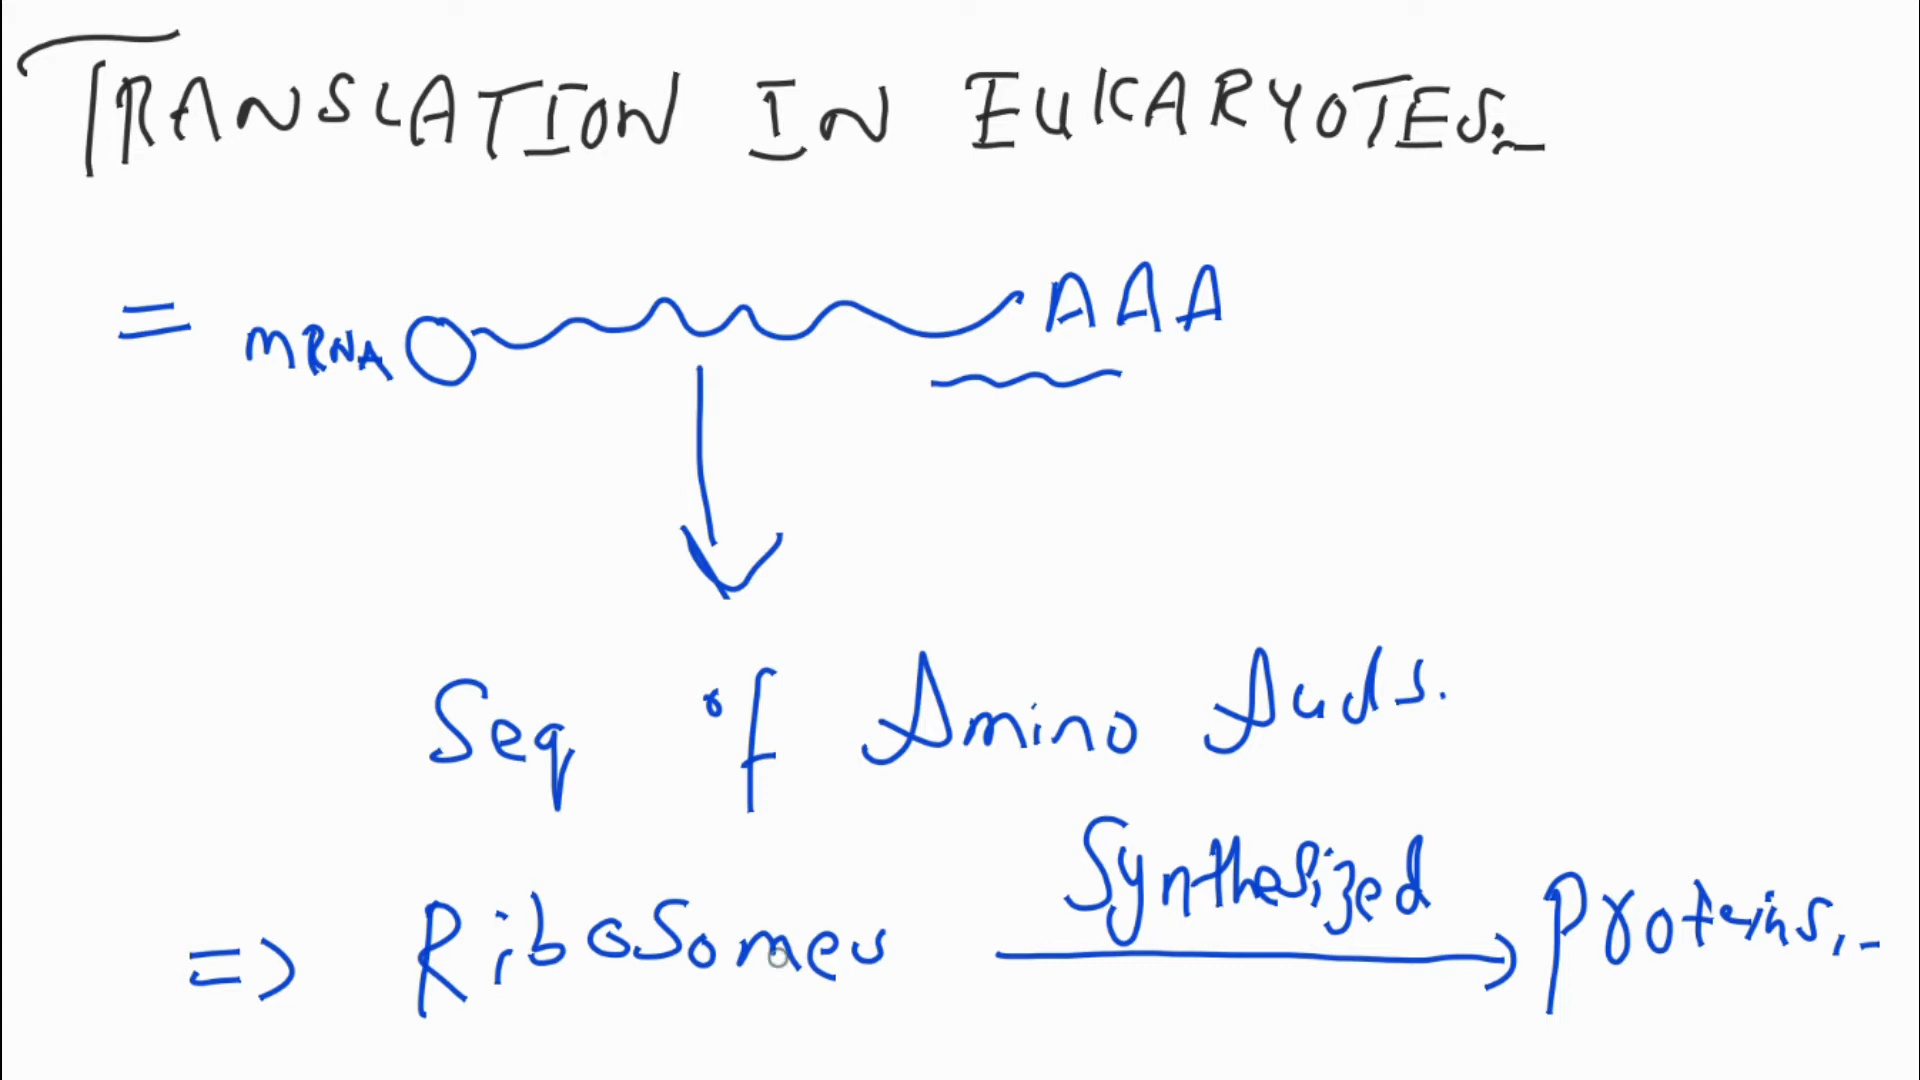 TRANSLATION IN EUKARYOTES.
= mRNA AAA
Seq of Amino Acids.
=> Ribosomes Synthesized Proteins.